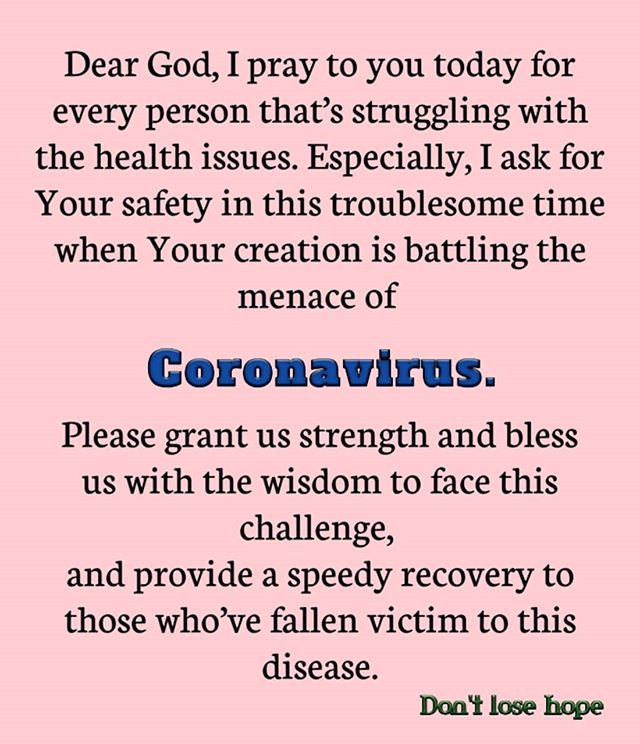 Dear God, I pray to you today for
every person that’s struggling with
the health issues. Especially, I ask for
Your safety in this troublesome time
when Your creation is battling the
menace of
Coronavirus.
Please grant us strength and bless
us with the wisdom to face this
challenge,
and provide a speedy recovery to
those who’ve fallen victim to this
disease.
Don't lose hope